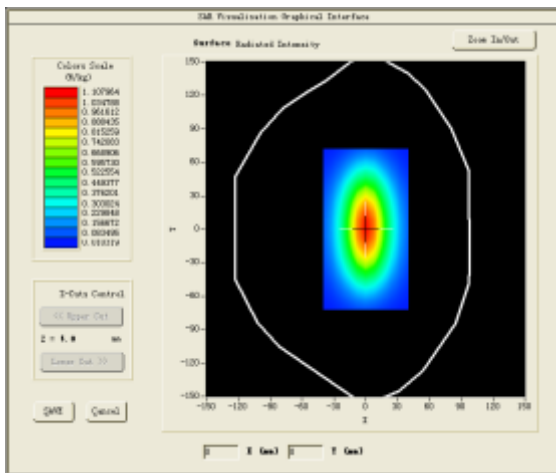 SAR Visualisation Graphical Interface
Surface Radiated Intensity
Zoom In/Out
Colors Scale
(W/kg)
1.107964
1.034788
0.961612
0.888435
0.815259
0.742083
0.668906
0.595730
0.522554
0.449377
0.376201
0.303024
0.229848
0.156672
0.083495
0.010319
150
120
90
60
30
0
-30
-60
-90
-120
-150
Y
-150 -120 -90 -60 -30 0 30 60 90 120 150
X
Z-Cuts Control
<< Upper Cut
Z = mm
Lower Cut >>
SAVE
Cancel
X (mm)
Y (mm)